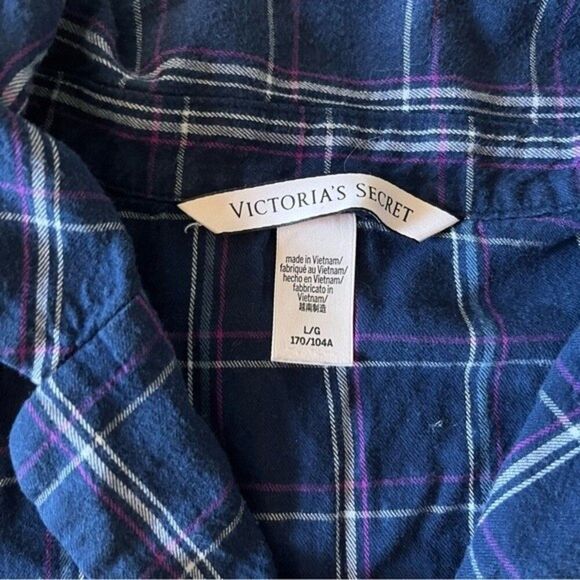 VICTORIA'S SECRET
made in Vietnam/
fabriqué au Vietnam/
hecho en Vietnam/
fabbricato in
Vietnam/
越南制造
L/G
170/104A